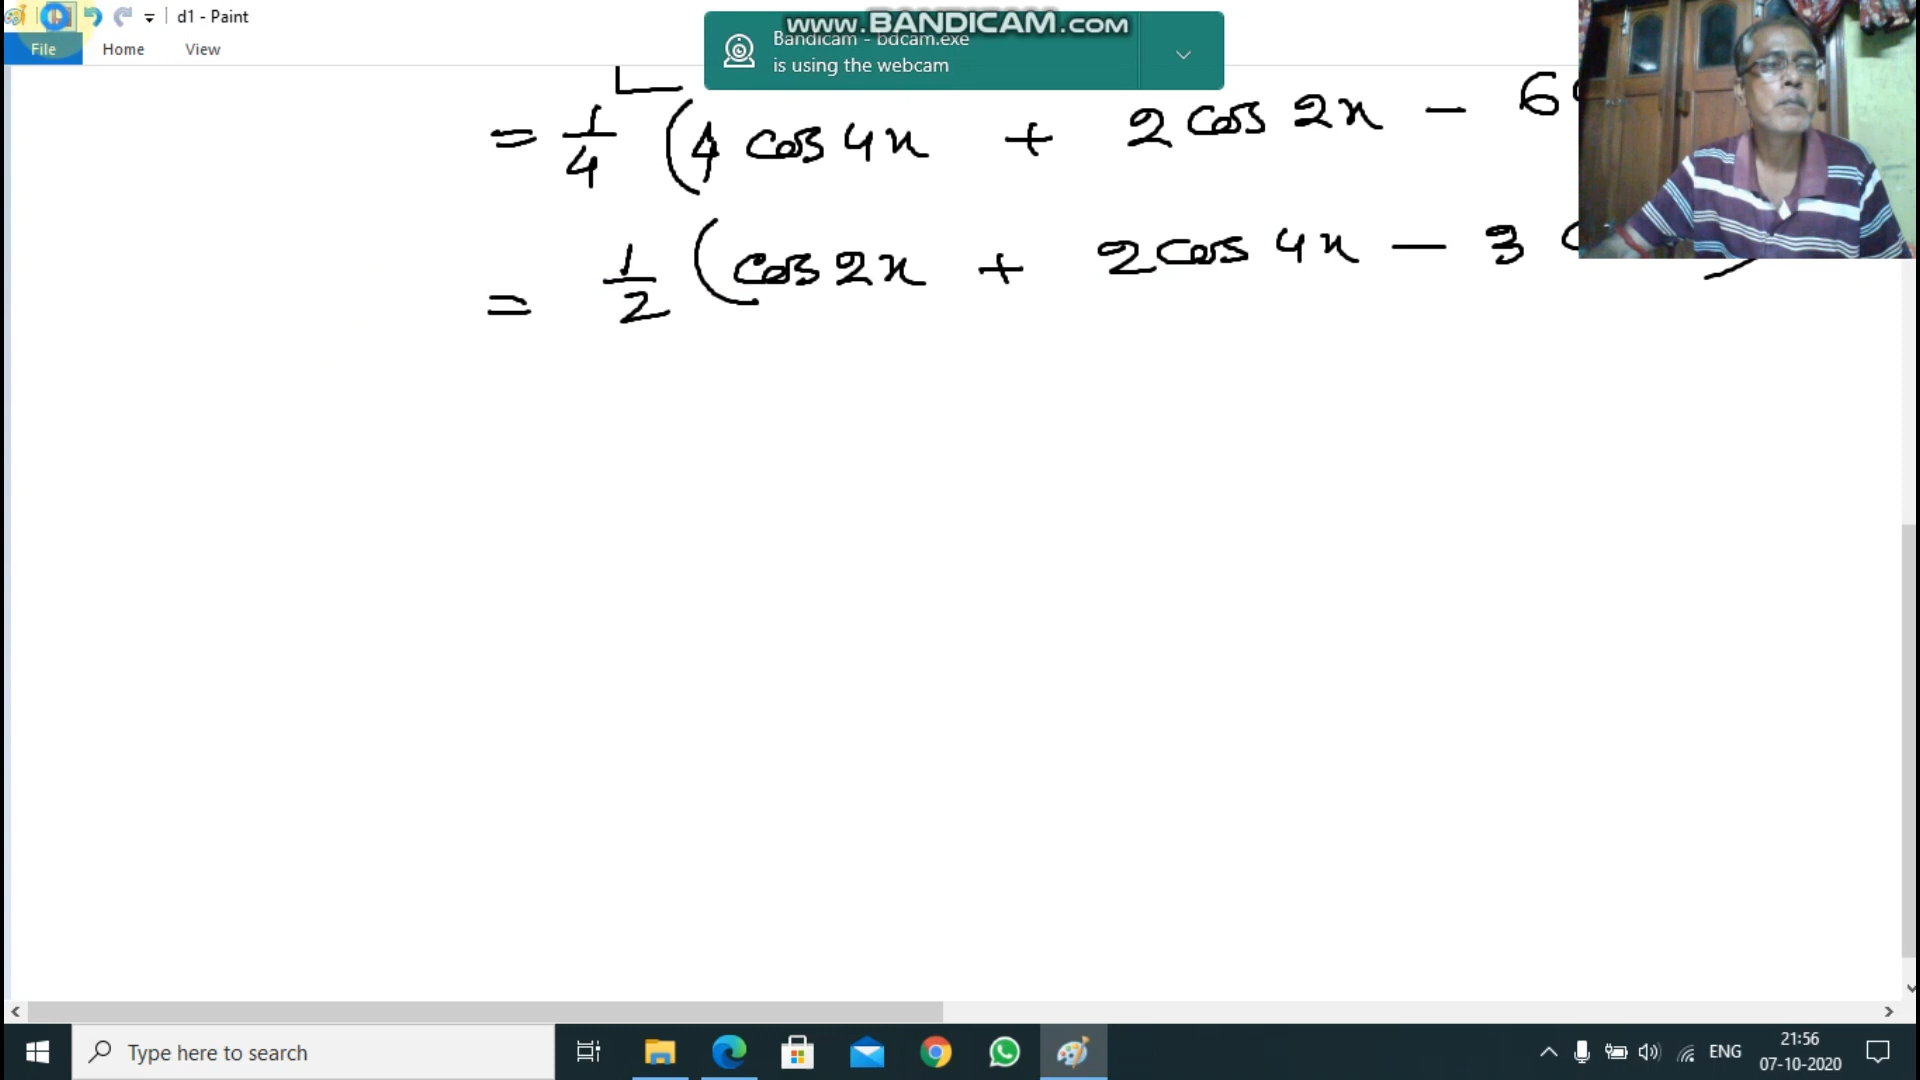 d1 - Paint
www.BANDICAM.com
Bandicam - bdcam.exe
is using the webcam
File Home View
= 1/4 (4 cos 4x + 2 cos 2x - 6
= 1/2 (cos 2x + 2 cos 4x - 3
Type here to search
ENG
21:56
07-10-2020